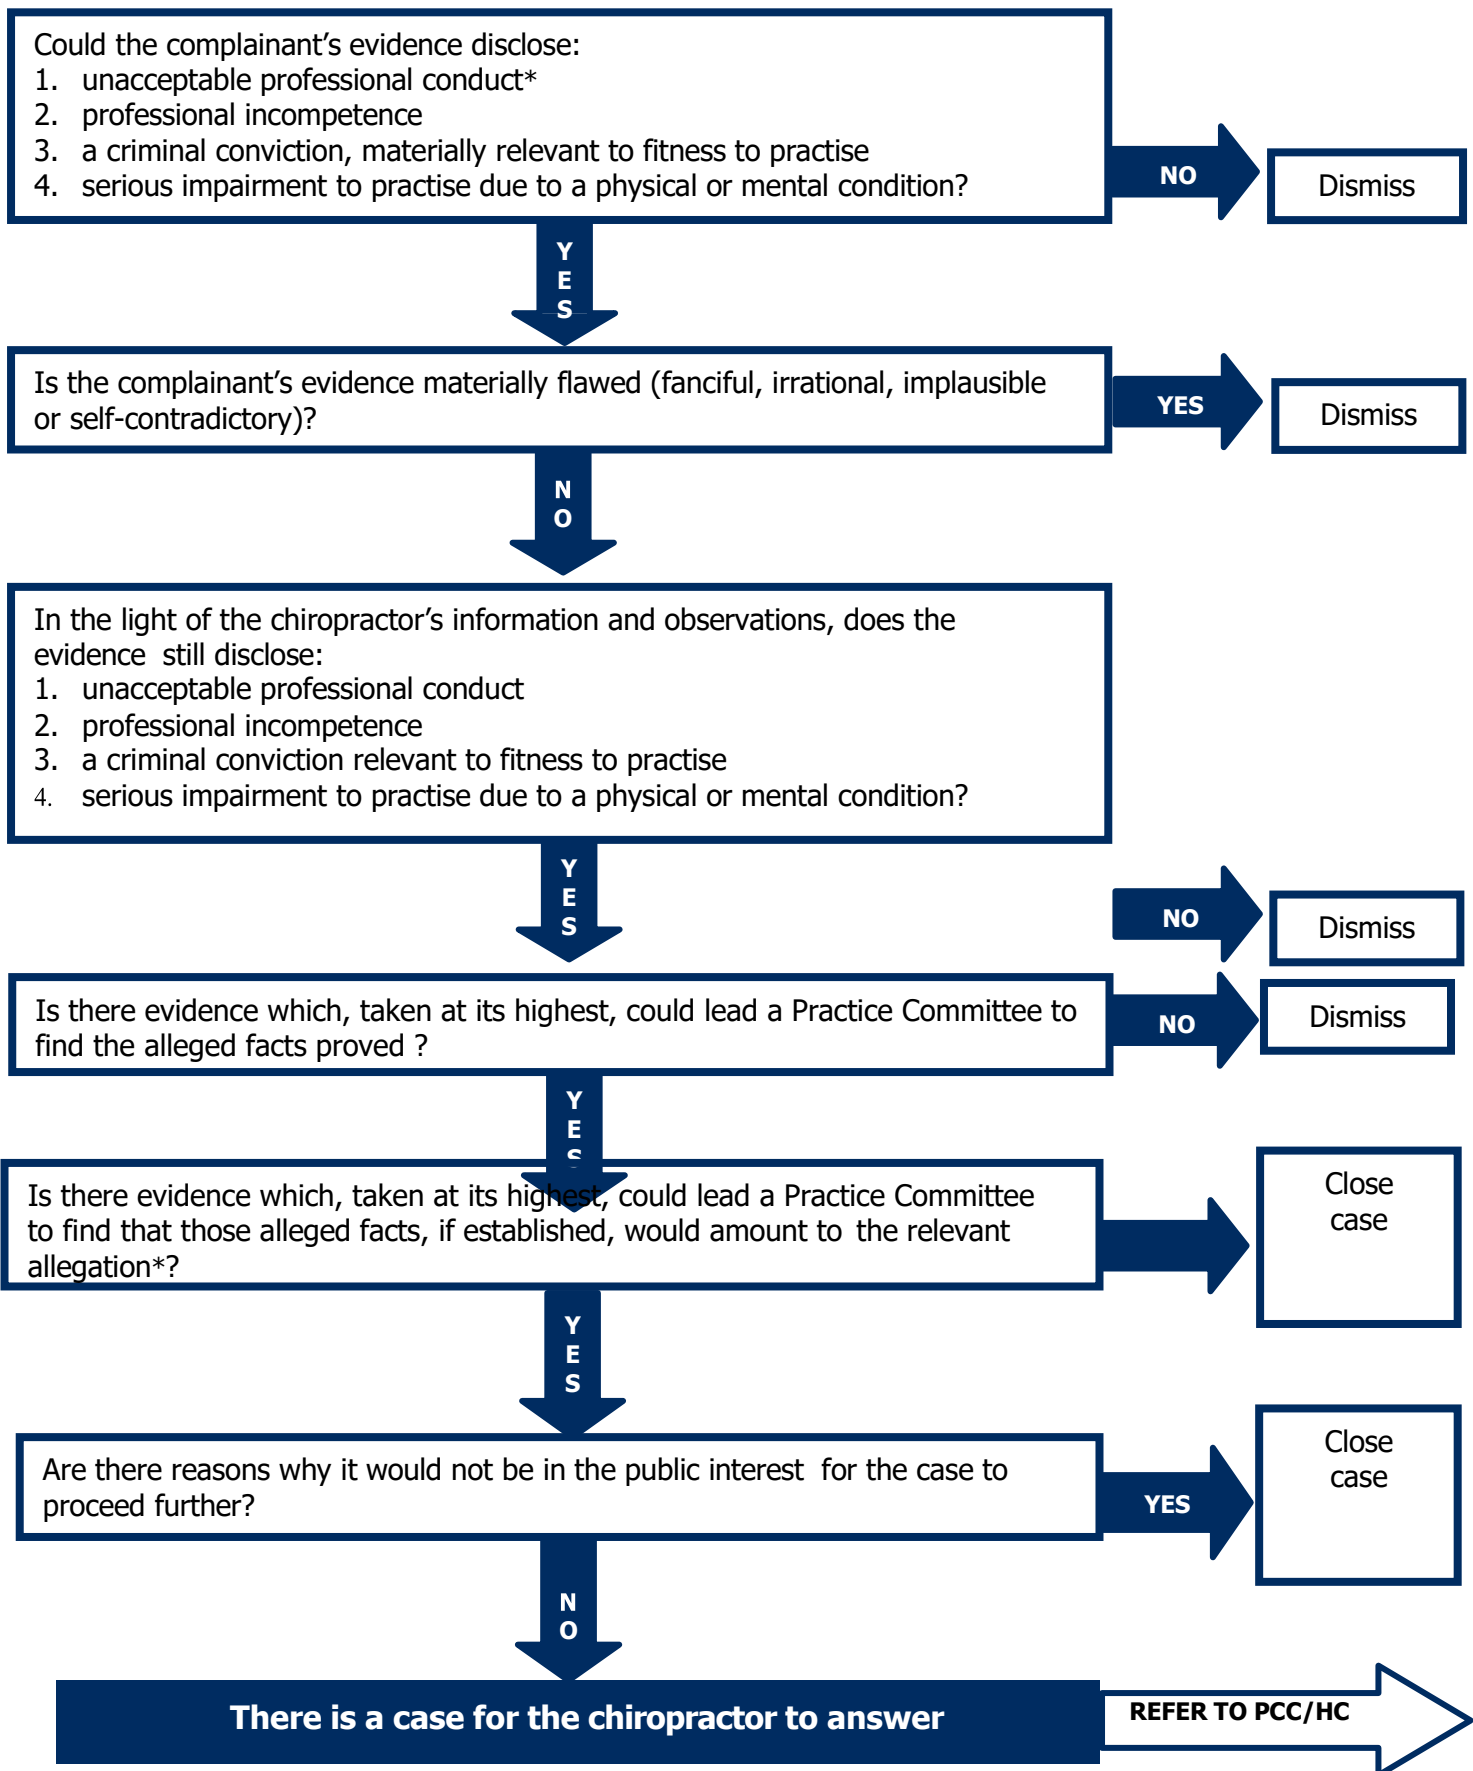 Could the complainant’s evidence disclose:
1. unacceptable professional conduct*
2. professional incompetence
3. a criminal conviction, materially relevant to fitness to practise
4. serious impairment to practise due to a physical or mental condition?
NO
Dismiss
YES
Is the complainant’s evidence materially flawed (fanciful, irrational, implausible
or self-contradictory)?
YES
Dismiss
NO
In the light of the chiropractor’s information and observations, does the
evidence still disclose:
1. unacceptable professional conduct
2. professional incompetence
3. a criminal conviction relevant to fitness to practise
4. serious impairment to practise due to a physical or mental condition?
YES
NO
Dismiss
Is there evidence which, taken at its highest, could lead a Practice Committee to
find the alleged facts proved ?
NO
Dismiss
YES
Is there evidence which, taken at its highest, could lead a Practice Committee
to find that those alleged facts, if established, would amount to the relevant
allegation*?
Close
case
YES
Are there reasons why it would not be in the public interest for the case to
proceed further?
YES
Close
case
NO
There is a case for the chiropractor to answer
REFER TO PCC/HC